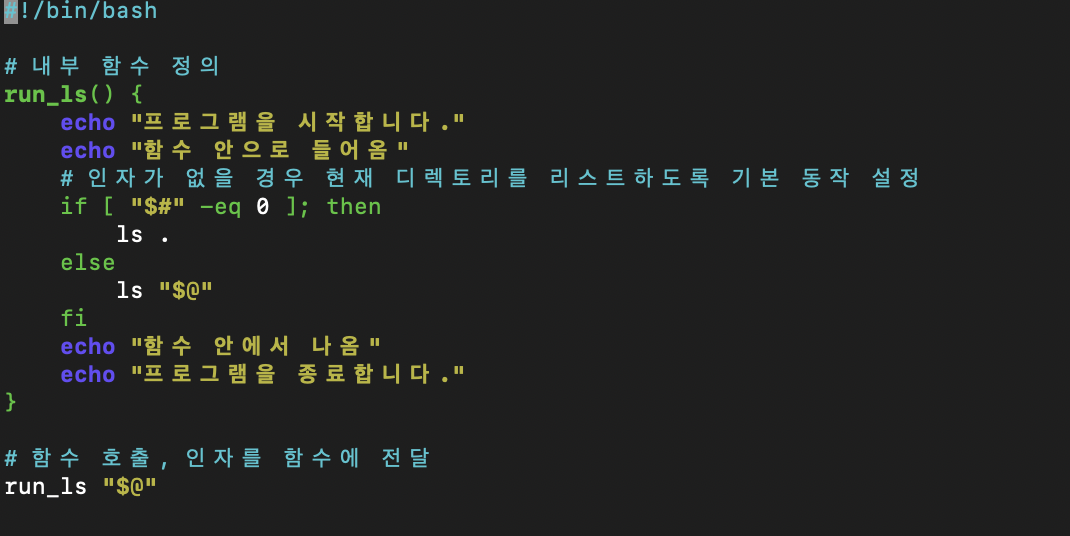 #!/bin/bash
# 내부 함수 정의
run_ls() {
echo "프로그램을 시작합니다."
echo "함수 안으로 들어옴"
# 인자가 없을 경우 현재 디렉토리를 리스트하도록 기본 동작 설정
if [ "$#" -eq 0 ]; then
ls .
else
ls "$@"
fi
echo "함수 안에서 나옴"
echo "프로그램을 종료합니다."
}
# 함수 호출, 인자를 함수에 전달
run_ls "$@"